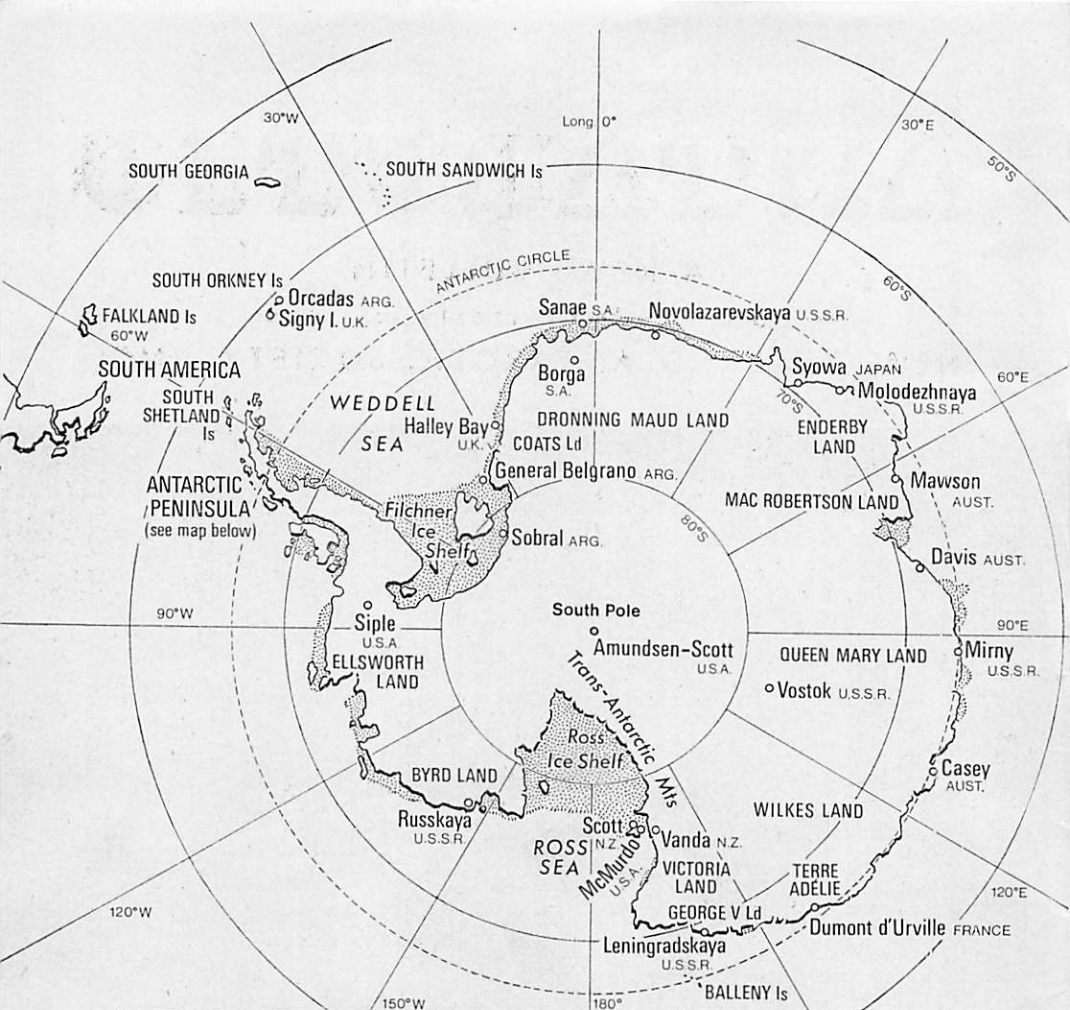 30°W
Long. 0°
30°E
50°S
SOUTH GEORGIA
SOUTH SANDWICH Is
ANTARCTIC CIRCLE
60°S
SOUTH ORKNEY Is
Orcadas ARG.
Signy I. U.K.
FALKLAND Is
60°W
Sanae S.A.
Novolazarevskaya U.S.S.R.
SOUTH AMERICA
SOUTH
SHETLAND
Is
Borga
S.A.
Syowa JAPAN
60°E
Molodezhnaya
U.S.S.R.
70°S
WEDDELL
SEA
Halley Bay
U.K.
DRONNING MAUD LAND
ENDERBY
LAND
COATS Ld
General Belgrano ARG.
ANTARCTIC
PENINSULA
(see map below)
MAC ROBERTSON LAND
Mawson
AUST.
Filchner
Ice
Shelf
Sobral ARG.
80°S
Davis AUST.
90°W
Siple
U.S.A.
South Pole
Amundsen-Scott
U.S.A.
90°E
QUEEN MARY LAND
Mirny
U.S.S.R.
ELLSWORTH
LAND
Vostok U.S.S.R.
Trans-Antarctic Mts
Ross
Ice Shelf
Casey
AUST.
BYRD LAND
Russkaya
U.S.S.R.
WILKES LAND
Scott
N.Z.
Vanda N.Z.
ROSS
SEA
McMurdo
U.S.A.
VICTORIA
LAND
TERRE
ADÉLIE
120°E
120°W
GEORGE V Ld
Dumont d'Urville FRANCE
Leningradskaya
U.S.S.R.
BALLENY Is
150°W
180°